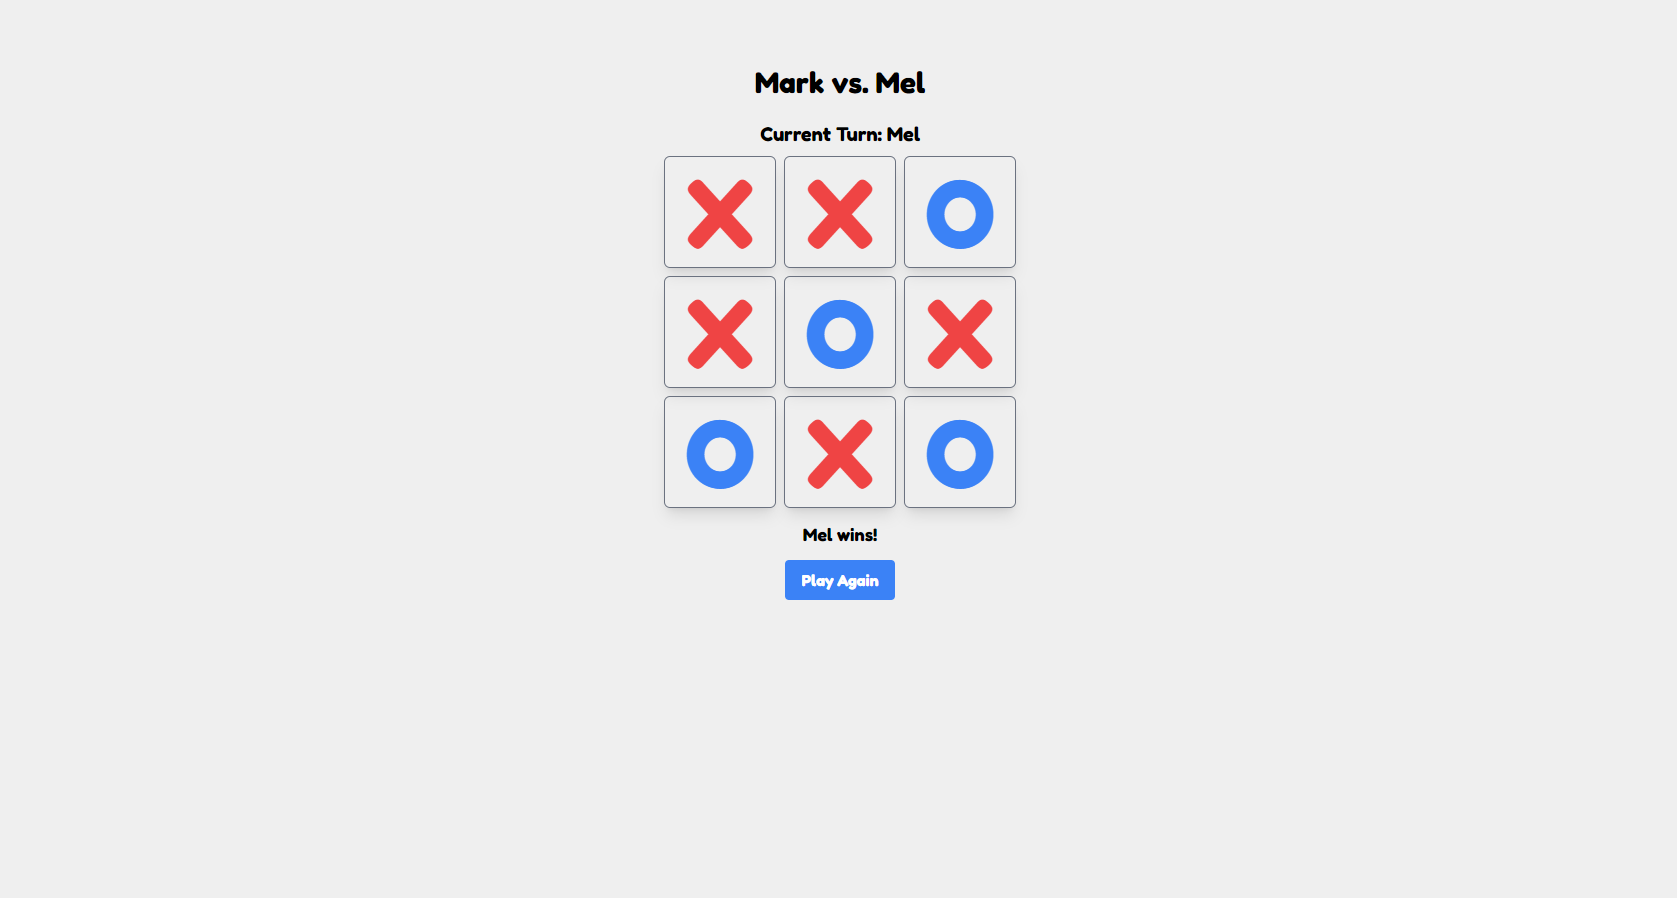 Mark vs. Mel
Current Turn: Mel
X X O
X O X
O X O
Mel wins!
Play Again